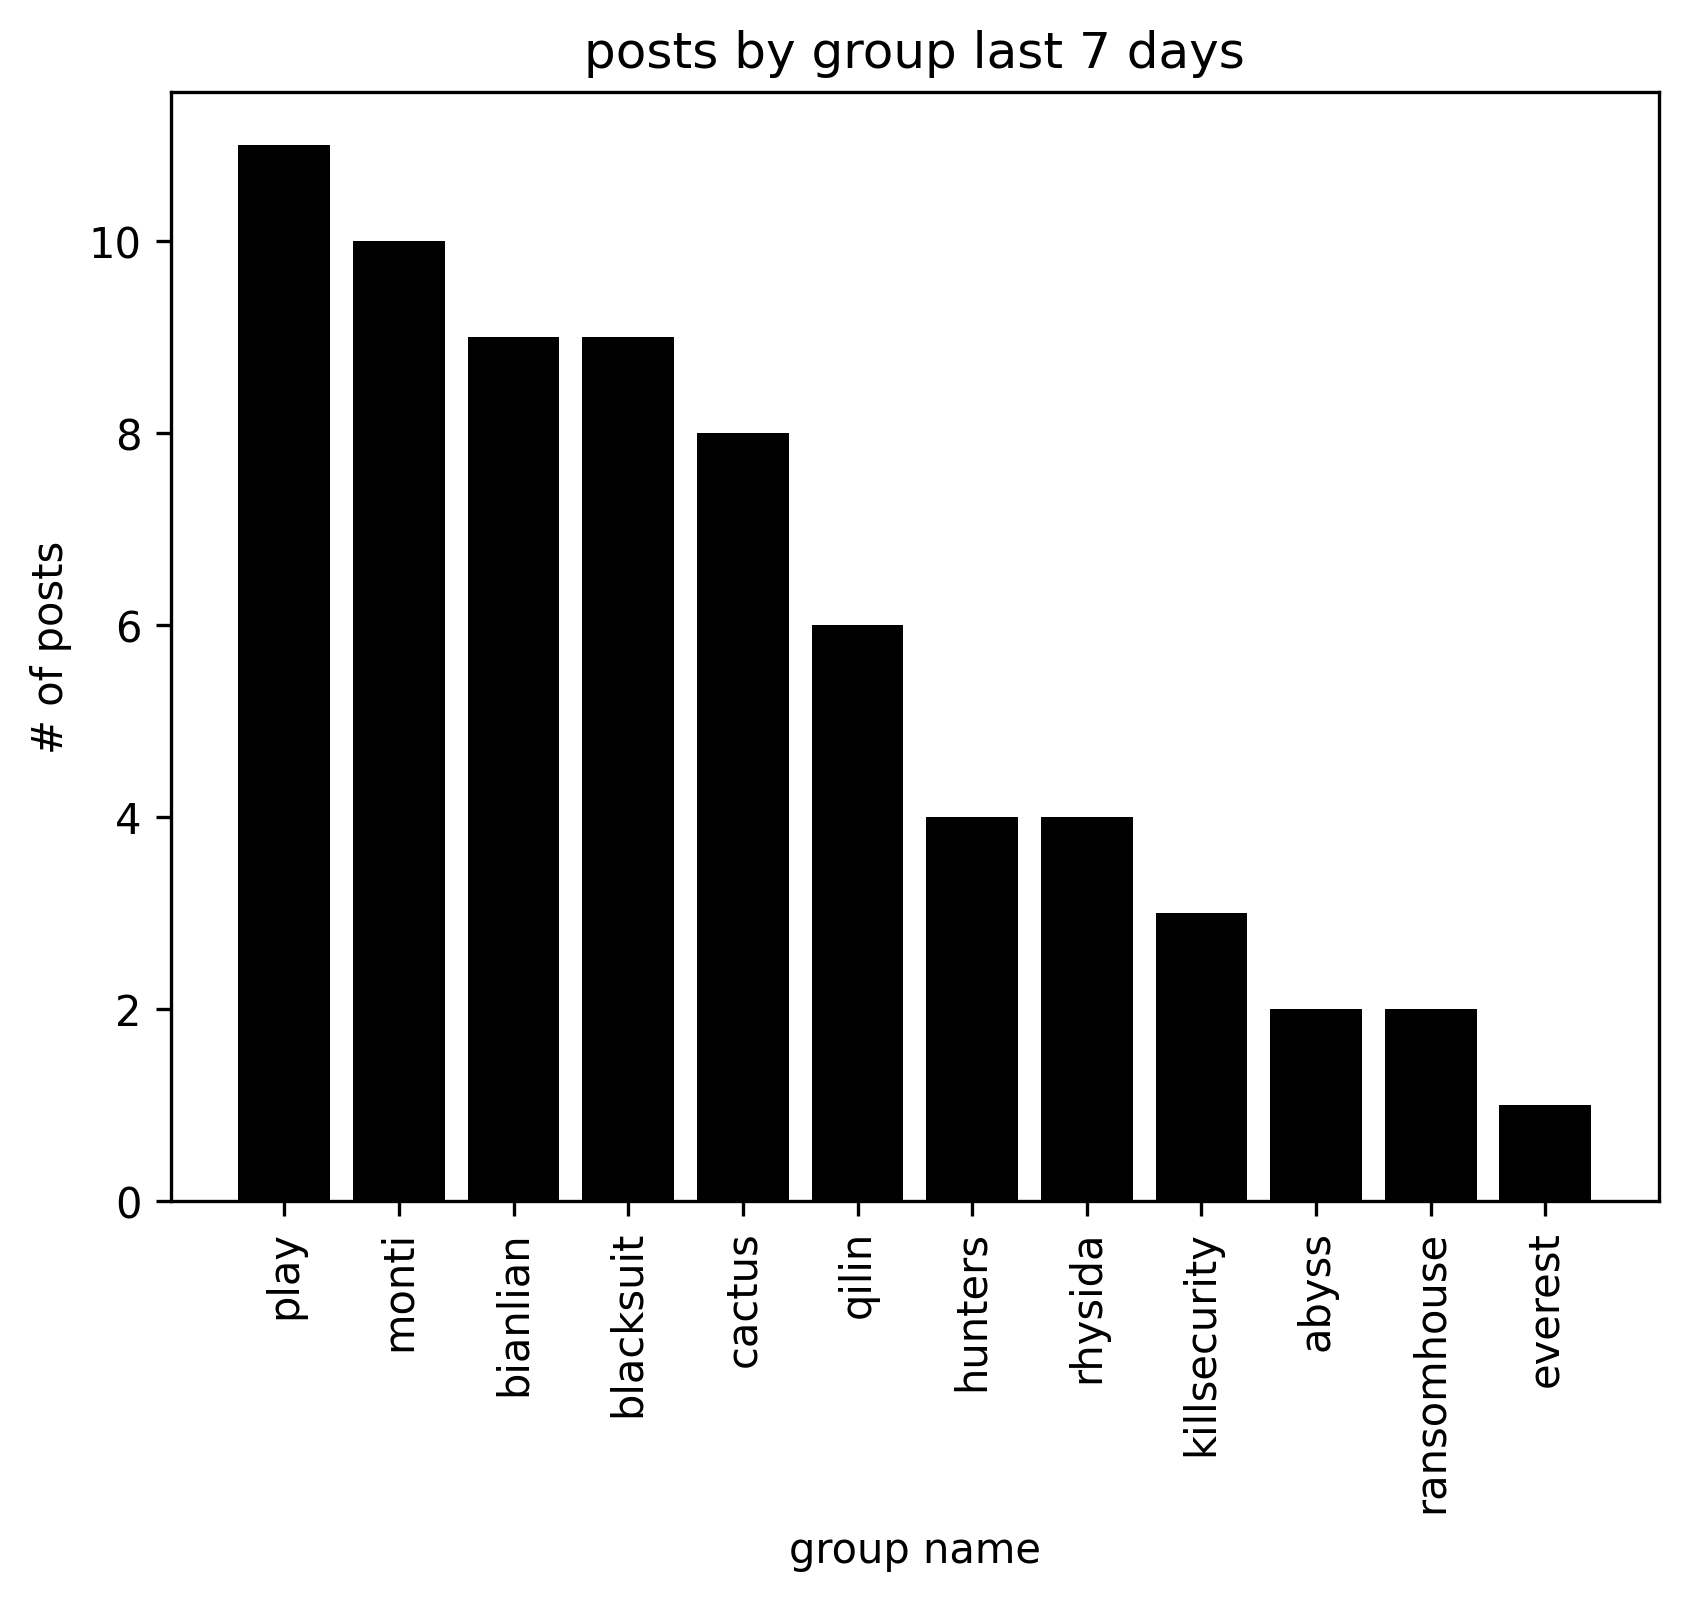 posts by group last 7 days
# of posts
10
8
6
4
2
0
play
monti
bianlian
blacksuit
cactus
qilin
hunters
rhysida
killsecurity
abyss
ransomhouse
everest
group name